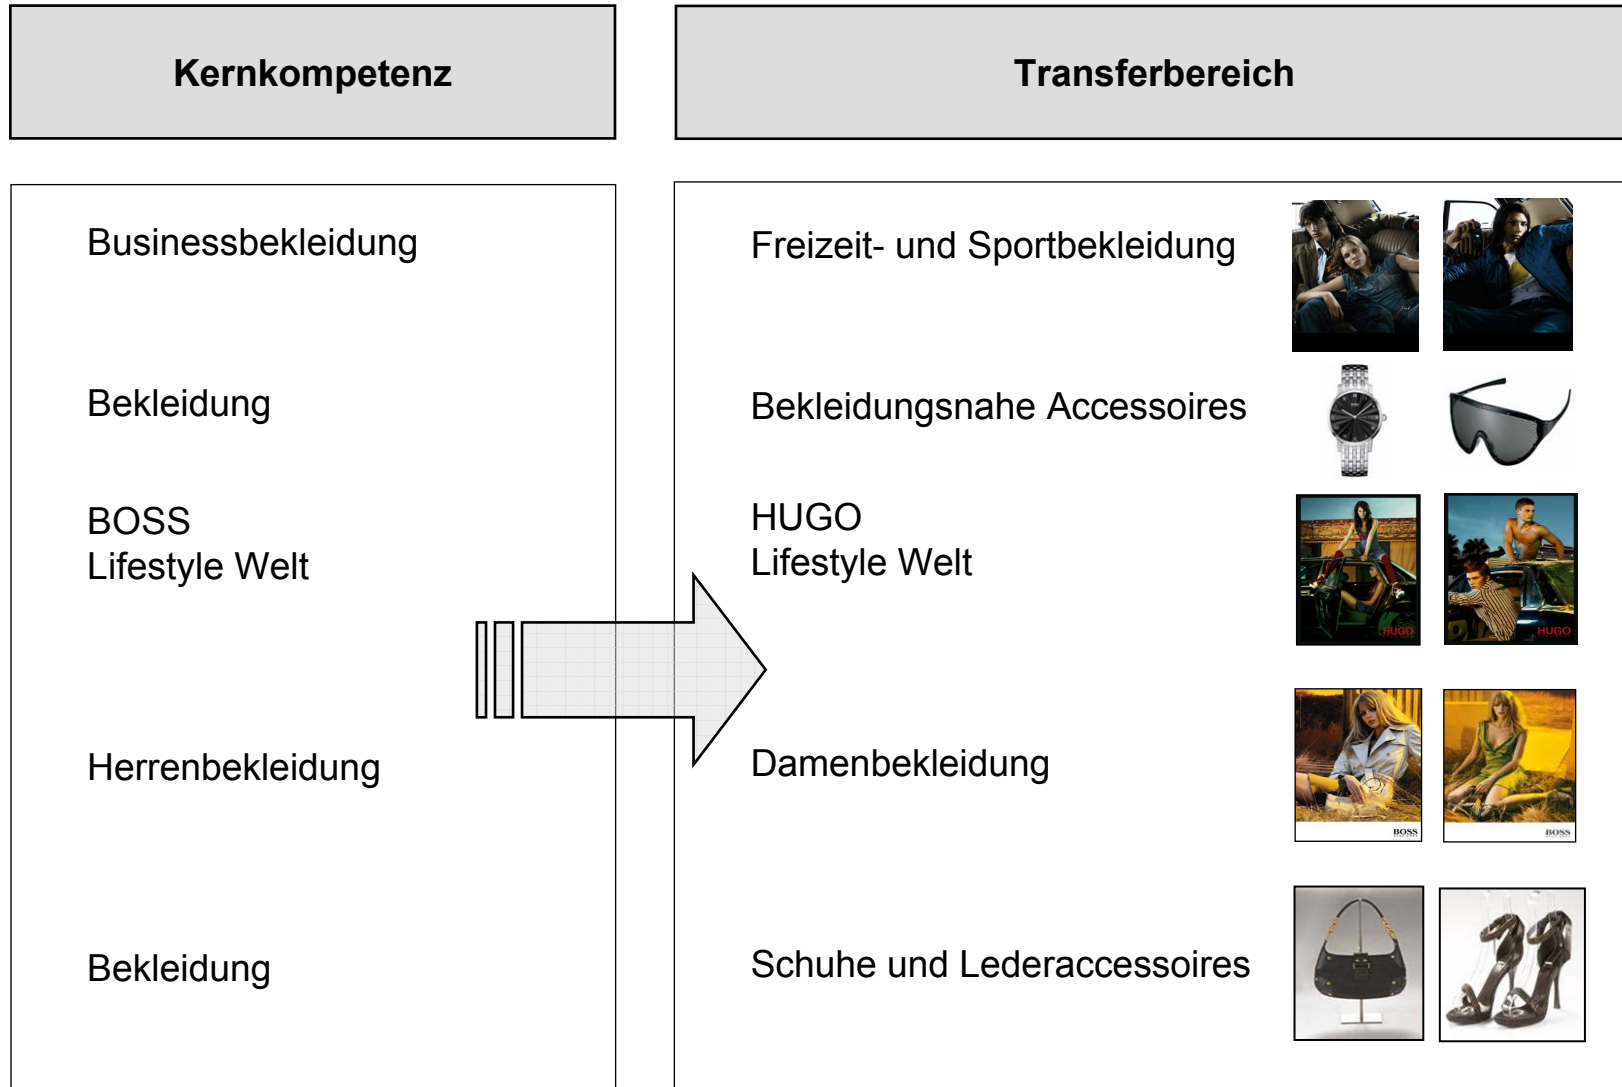 Kernkompetenz
Transferbereich
Businessbekleidung
Freizeit- und Sportbekleidung
Bekleidung
Bekleidungsnahe Accessoires
BOSS
Lifestyle Welt
HUGO
Lifestyle Welt
HUGO
HUGO
Herrenbekleidung
Damenbekleidung
BOSS
BOSS
Bekleidung
Schuhe und Lederaccessoires